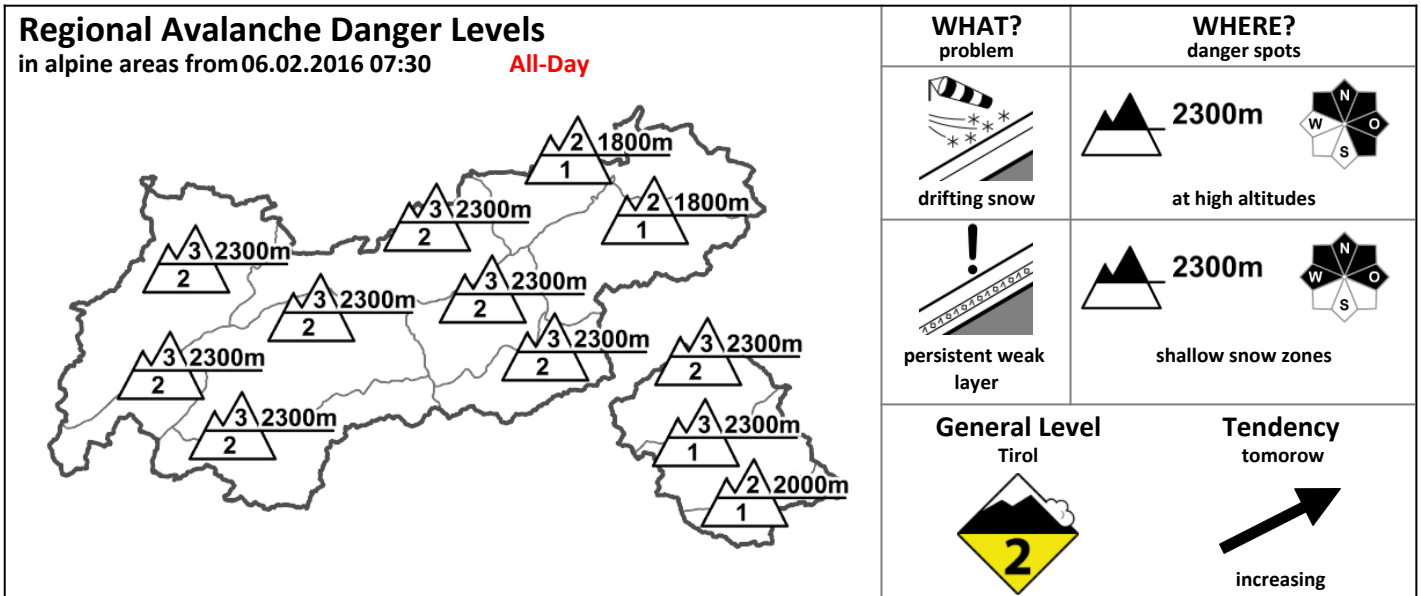 Regional Avalanche Danger Levels
in alpine areas from 06.02.2016 07:30 All-Day
2 1800m
1
2 1800m
1
3 2300m
2
3 2300m
2
3 2300m
2
3 2300m
2
3 2300m
2
3 2300m
2
3 2300m
2
3 2300m
2
3 2300m
1
2 2000m
1
WHAT?
problem
WHERE?
danger spots
drifting snow
2300m
N
W O
S
at high altitudes
!
persistent weak
layer
2300m
N
W O
S
shallow snow zones
General Level
Tirol
2
Tendency
tomorow
increasing